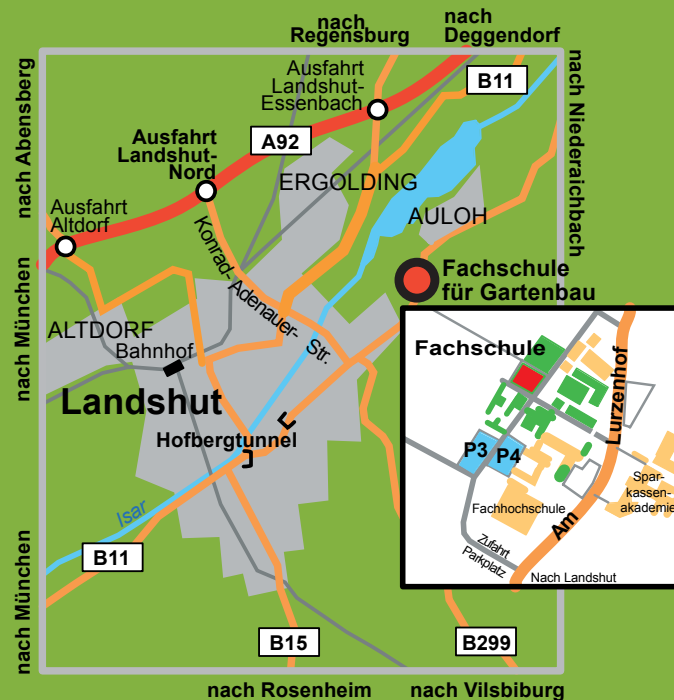 nach
Regensburg
nach
Deggendorf
nach Abensberg
Ausfahrt
Landshut-
Essenbach
B11
nach Niederaichbach
Ausfahrt
Landshut-
Nord
A92
ERGOLDING
AULOH
Ausfahrt
Altdorf
Konrad-Adenauer-Str.
Fachschule
für Gartenbau
nach München
ALTDORF
Bahnhof
Landshut
Hofbergtunnel
Fachschule
Am Lurzenhof
P3
P4
Spar-
kassen-
akademie
Fachhochschule
Zufahrt
Parkplatz
Nach Landshut
Isar
B11
nach München
B15
B299
nach Rosenheim
nach Vilsbiburg